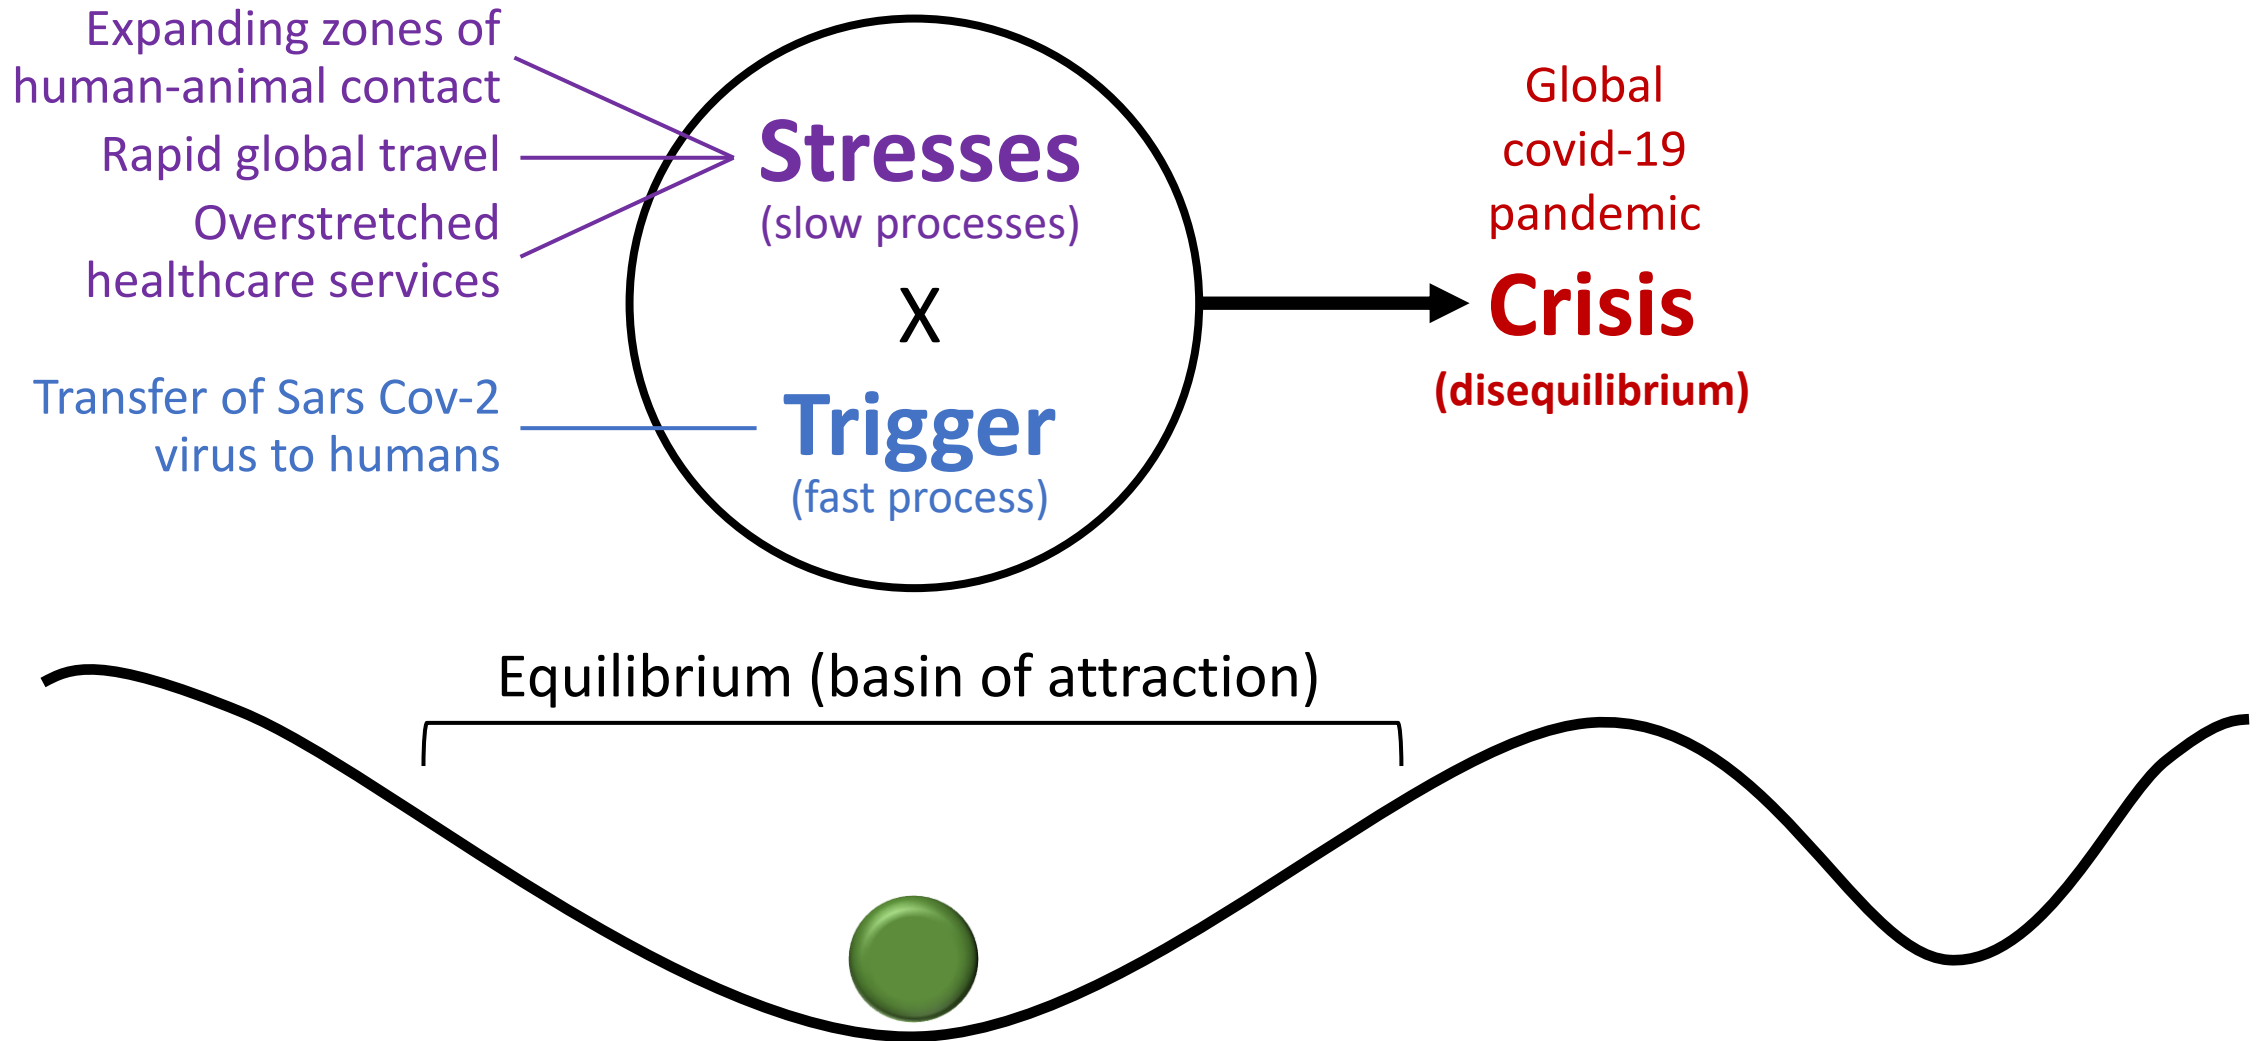 Expanding zones of
human-animal contact
Rapid global travel
Overstretched
healthcare services
Transfer of Sars Cov-2
virus to humans
Stresses
(slow processes)
X
Trigger
(fast process)
Global
covid-19
pandemic
Crisis
(disequilibrium)
Equilibrium (basin of attraction)